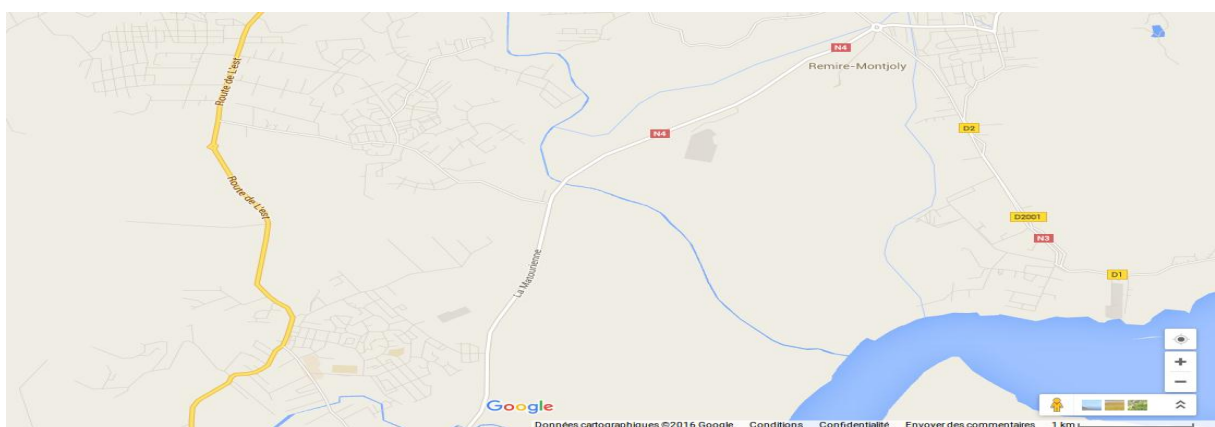 N4
Remire-Montjoly
Route de L'est
N4
D2
Route de L'est
D2001
N3
La Matourienne
D1
Google
Données cartographiques ©2016 Google Conditions Confidentialité Envoyer des commentaires 1 km